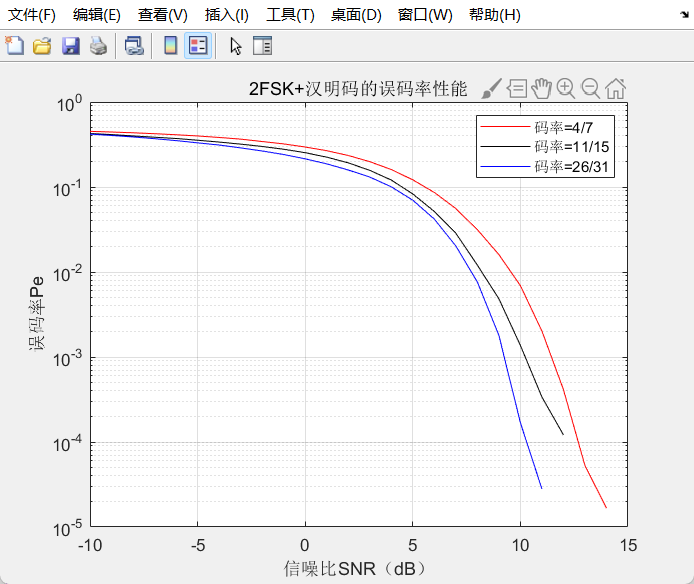 文件(F) 编辑(E) 查看(V) 插入(I) 工具(T) 桌面(D) 窗口(W) 帮助(H)
2FSK+汉明码的误码率性能
码率=4/7
码率=11/15
码率=26/31
10^0
10^-1
10^-2
10^-3
10^-4
10^-5
误码率Pe
-10 -5 0 5 10 15
信噪比SNR（dB）